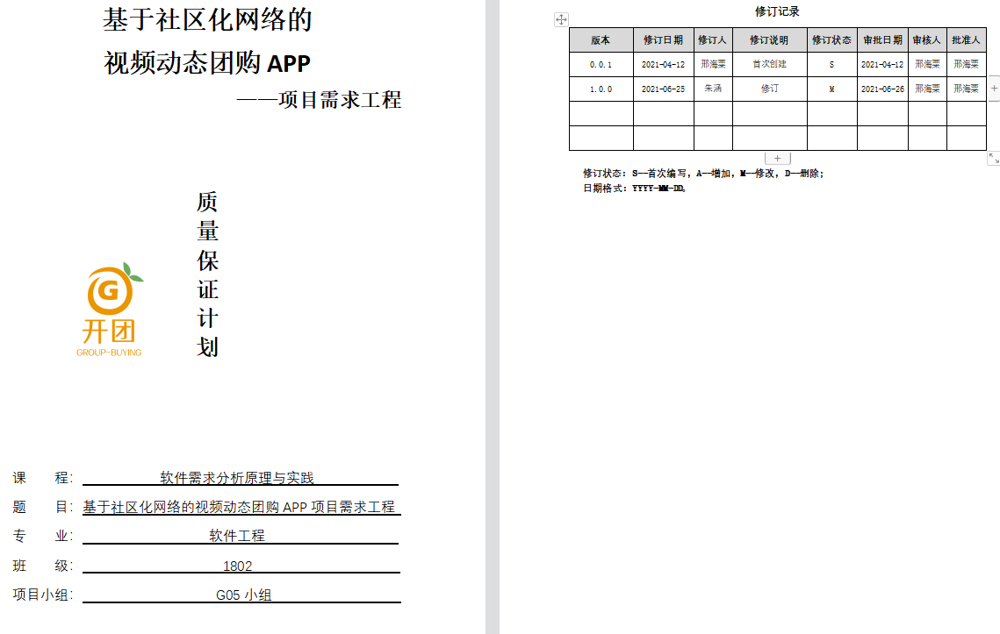 基于社区化网络的
视频动态团购 APP
——项目需求工程
质量保证计划
G
开团
GROUP-BUYING
课 程: 软件需求分析原理与实践
题 目: 基于社区化网络的视频动态团购 APP 项目需求工程
专 业: 软件工程
班 级: 1802
项目小组: G05 小组
修订记录
版本 修订日期 修订人 修订说明 修订状态 审批日期 审核人 批准人
0.0.1 2021-04-12 邢海粟 首次创建 S 2021-04-12 邢海粟 邢海粟
1.0.0 2021-06-25 朱涵 修订 M 2021-06-26 邢海粟 邢海粟
修订状态：S--首次编写，A--增加，M--修改，D--删除；
日期格式：YYYY-MM-DD。